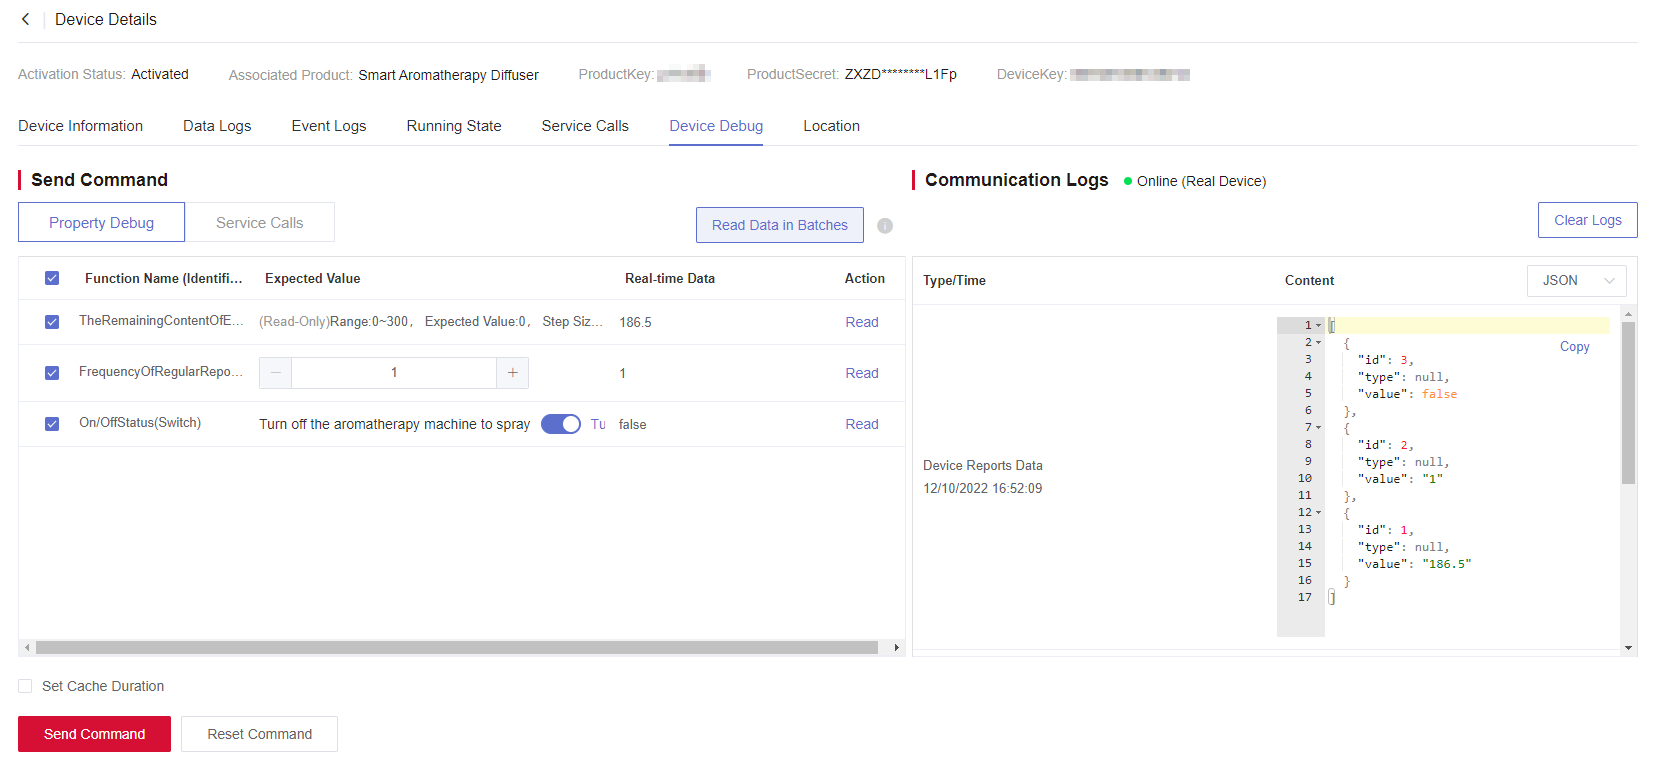 Device Details
Activation Status: Activated
Associated Product: Smart Aromatherapy Diffuser
ProductKey:
ProductSecret: ZXZD********L1Fp
DeviceKey:
Device Information
Data Logs
Event Logs
Running State
Service Calls
Device Debug
Location
Send Command
Property Debug
Service Calls
Read Data in Batches
Function Name (Identifi...
Expected Value
Real-time Data
Action
TheRemainingContentOfE...
(Read-Only)Range:0~300， Expected Value:0， Step Siz...
186.5
Read
FrequencyOfRegularRepo...
1
1
Read
On/OffStatus(Switch)
Turn off the aromatherapy machine to spray
Tu
false
Read
Set Cache Duration
Send Command
Reset Command
Communication Logs
Online (Real Device)
Clear Logs
Type/Time
Content
JSON
Device Reports Data
12/10/2022 16:52:09
Copy
1 [
2 {
3 "id": 3,
4 "type": null,
5 "value": false
6 },
7 {
8 "id": 2,
9 "type": null,
10 "value": "1"
11 },
12 {
13 "id": 1,
14 "type": null,
15 "value": "186.5"
16 }
17 ]